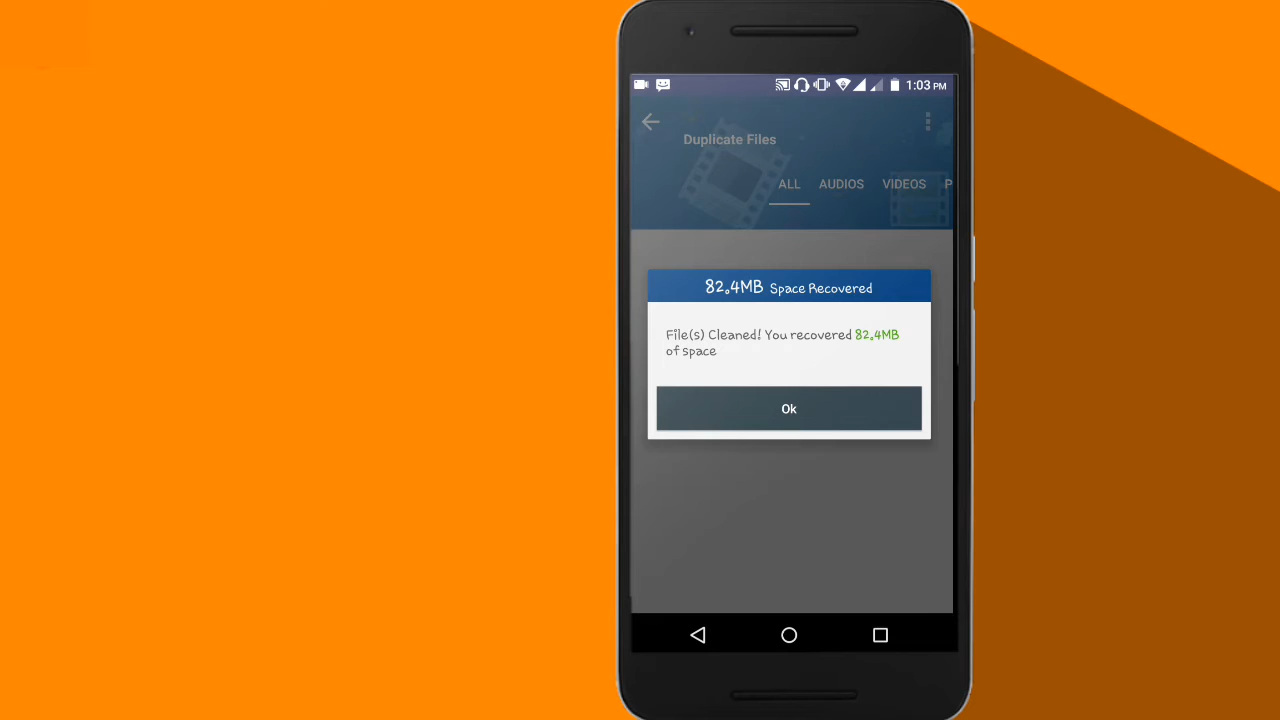 1:03 PM
Duplicate Files
ALL AUDIOS VIDEOS P
82.4MB Space Recovered
File(s) Cleaned! You recovered 82.4MB
of space
Ok